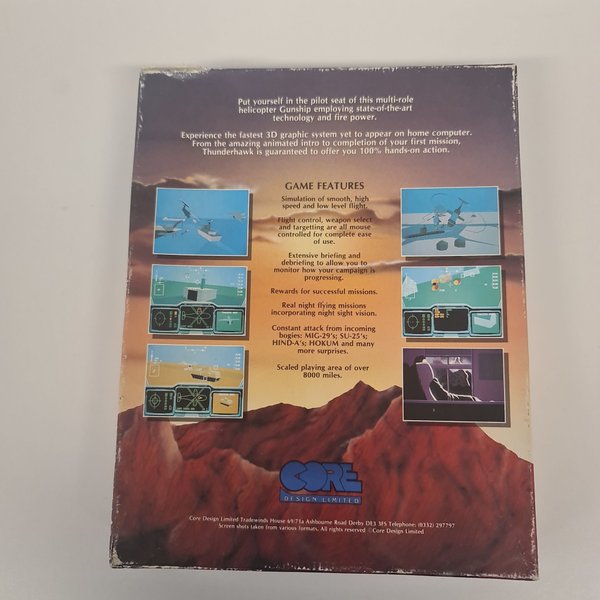 Put yourself in the pilot seat of this multi-role
helicopter Gunship employing state-of-the-art
technology and fire power.
Experience the fastest 3D graphic system yet to appear on home computer.
From the amazing animated intro to completion of your first mission,
Thunderhawk is guaranteed to offer you 100% hands-on action.
GAME FEATURES
Simulation of smooth, high
speed and low level flight.
Flight control, weapon select
and targetting are all mouse
controlled for complete ease
of use.
Extensive briefing and
debriefing to allow you to
monitor how your campaign is
progressing.
Rewards for successful missions.
Real night flying missions
incorporating night sight vision.
Constant attack from incoming
bogies: MIG-29's; SU-25's;
HIND-A's; HOKUM and many
more surprises.
Scaled playing area of over
8000 miles.
CORE
DESIGN LIMITED
Core Design Limited Tradewinds House 69/71a Ashbourne Road Derby DE3 3FS Telephone: (0332) 297797
Screen shots taken from various formats. All rights reserved © Core Design Limited